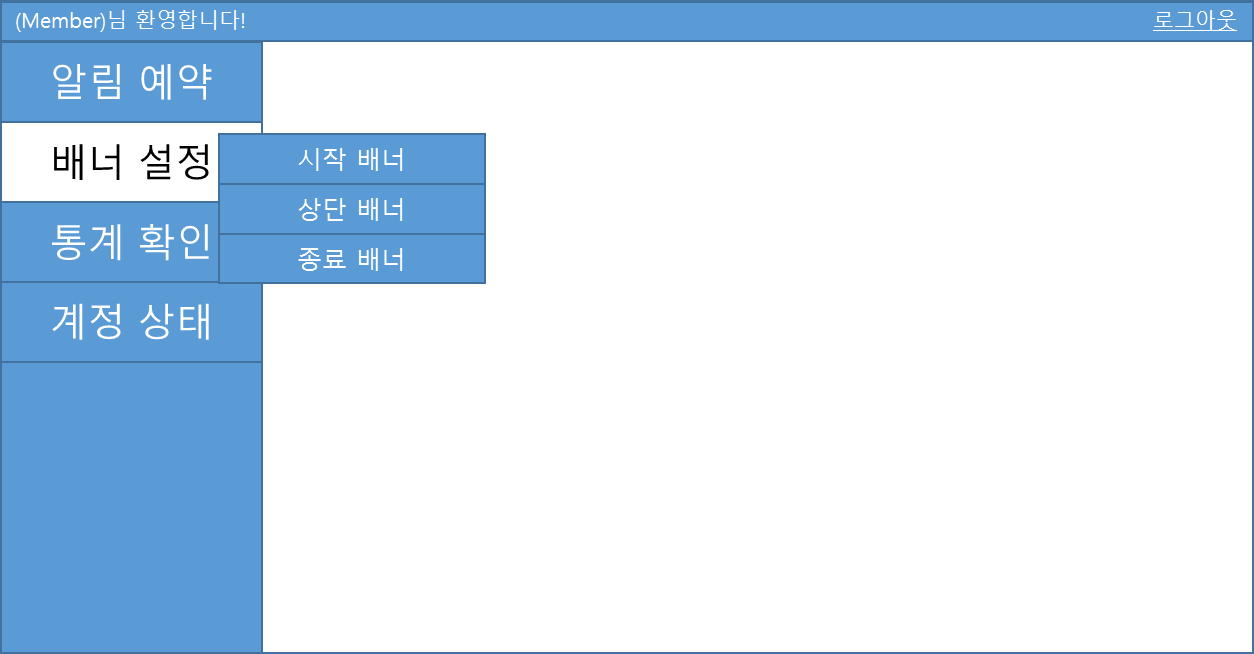 (Member)님 환영합니다!
로그아웃
알림 예약
배너 설정
시작 배너
상단 배너
종료 배너
통계 확인
계정 상태